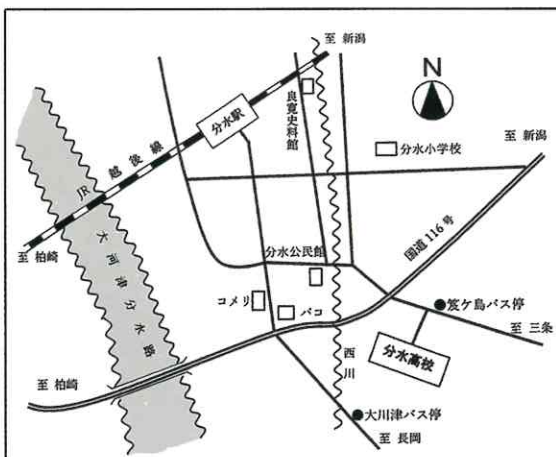 至 新潟
N
分水駅
良寛史料館
至 新潟
分水小学校
JR 越後線
国道116号
至 柏崎
大河津分水路
分水公民館
コメリ
パコ
笈ケ島バス停
至 三条
分水高校
西川
至 柏崎
大川津バス停
至 長岡